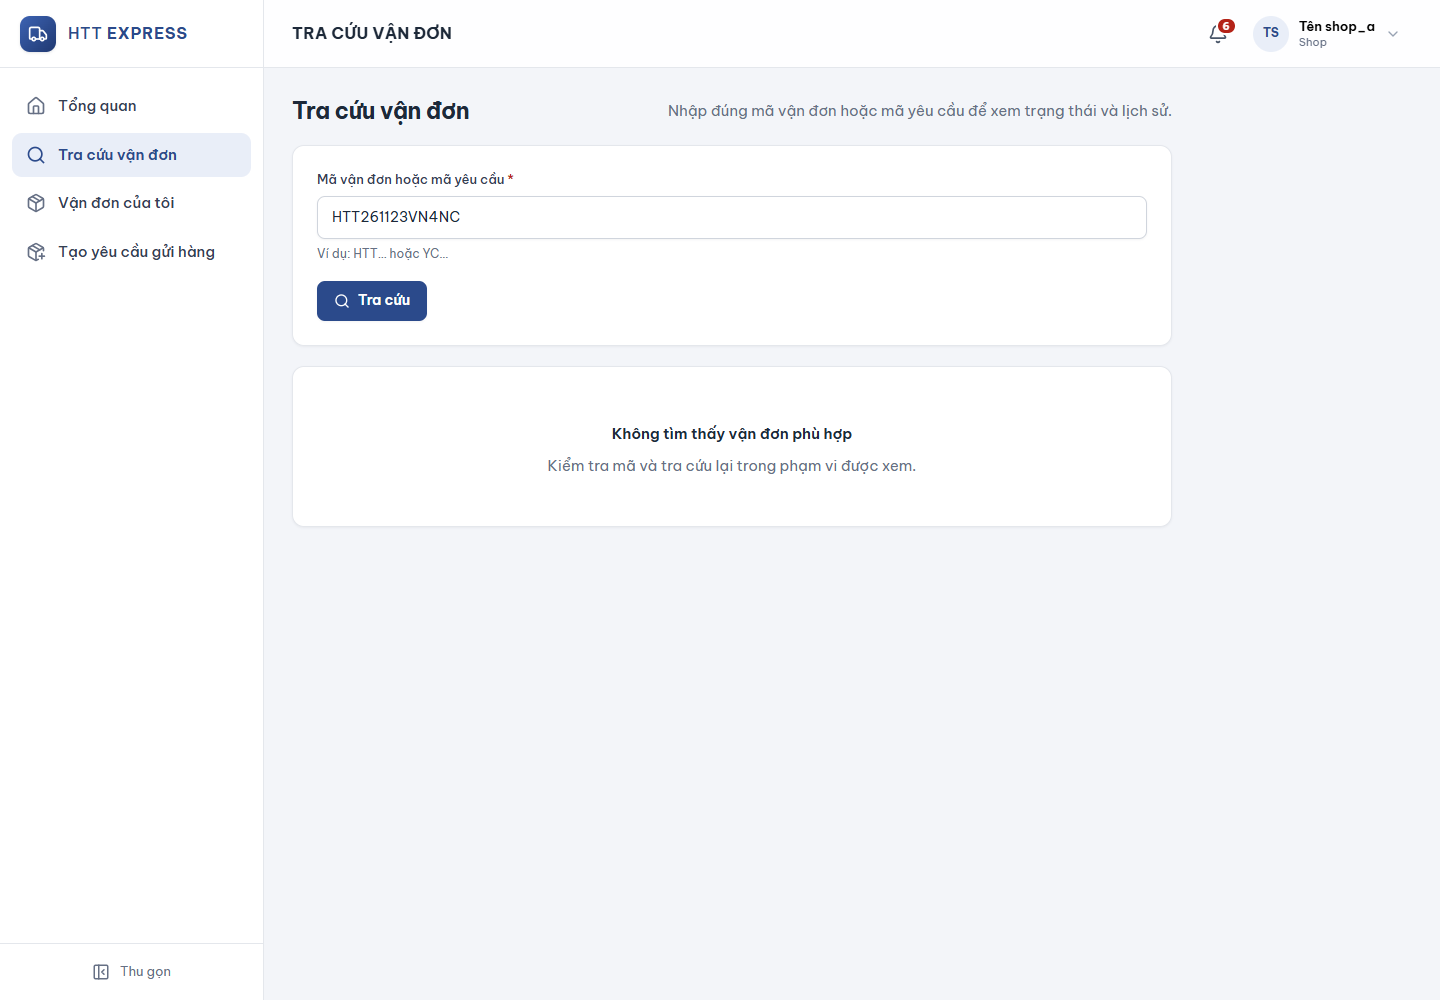 HTT EXPRESS
TRA CỨU VẬN ĐƠN
6
TS
Tên shop_a
Shop
Tổng quan
Tra cứu vận đơn
Vận đơn của tôi
Tạo yêu cầu gửi hàng
Tra cứu vận đơn
Nhập đúng mã vận đơn hoặc mã yêu cầu để xem trạng thái và lịch sử.
Mã vận đơn hoặc mã yêu cầu *
HTT261123VN4NC
Ví dụ: HTT... hoặc YC...
Tra cứu
Không tìm thấy vận đơn phù hợp
Kiểm tra mã và tra cứu lại trong phạm vi được xem.
Thu gọn